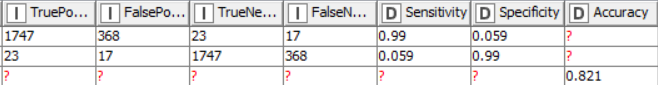 I TruePo... I FalsePo... I TrueNe... I FalseN... D Sensitivity D Specificity D Accuracy
1747 368 23 17 0.99 0.059 ?
23 17 1747 368 0.059 0.99 ?
? ? ? ? ? ? 0.821